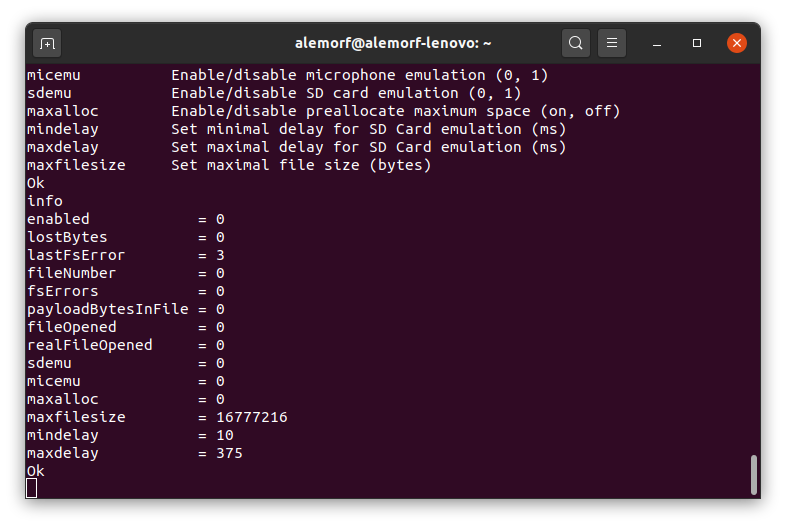 alemorf@alemorf-lenovo: ~
micemu          Enable/disable microphone emulation (0, 1)
sdemu           Enable/disable SD card emulation (0, 1)
maxalloc        Enable/disable preallocate maximum space (on, off)
mindelay        Set minimal delay for SD Card emulation (ms)
maxdelay        Set maximal delay for SD Card emulation (ms)
maxfilesize     Set maximal file size (bytes)
Ok
info
enabled            = 0
lostBytes          = 0
lastFsError        = 3
fileNumber         = 0
fsErrors           = 0
payloadBytesInFile = 0
fileOpened         = 0
realFileOpened     = 0
sdemu              = 0
micemu             = 0
maxalloc           = 0
maxfilesize        = 16777216
mindelay           = 10
maxdelay           = 375
Ok